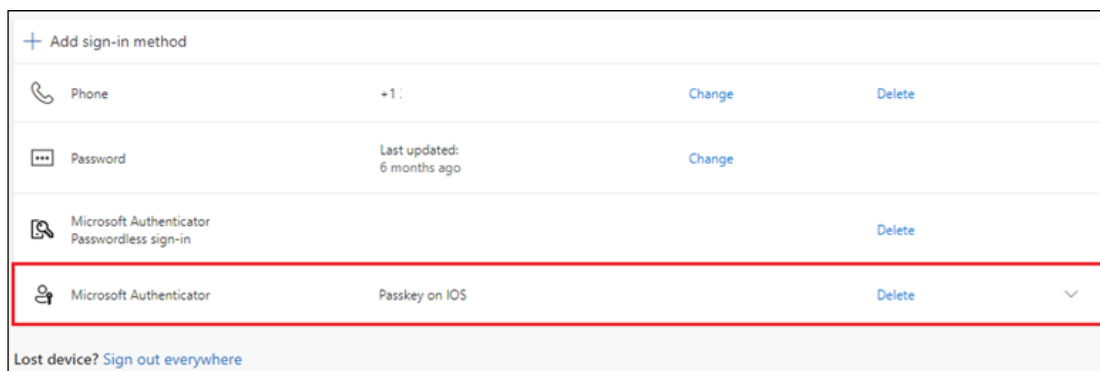 Add sign-in method
Phone +1 Change Delete
Password Last updated: 6 months ago Change
Microsoft Authenticator
Passwordless sign-in Delete
Microsoft Authenticator Passkey on IOS Delete
Lost device? Sign out everywhere